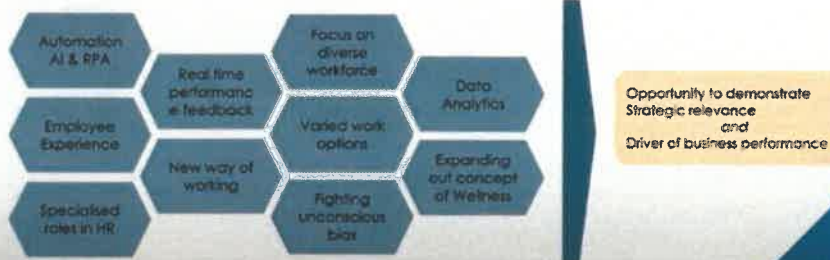 Automation
AI & RPA
Employee
Experience
Specialised
roles in HR
Real time
performanc
e feedback
New way of
working
Focus on
diverse
workforce
Varied work
options
Fighting
unconscious
bias
Data
Analytics
Expanding
out concept
of Wellness
Opportunity to demonstrate
Strategic relevance
and
Driver of business performance